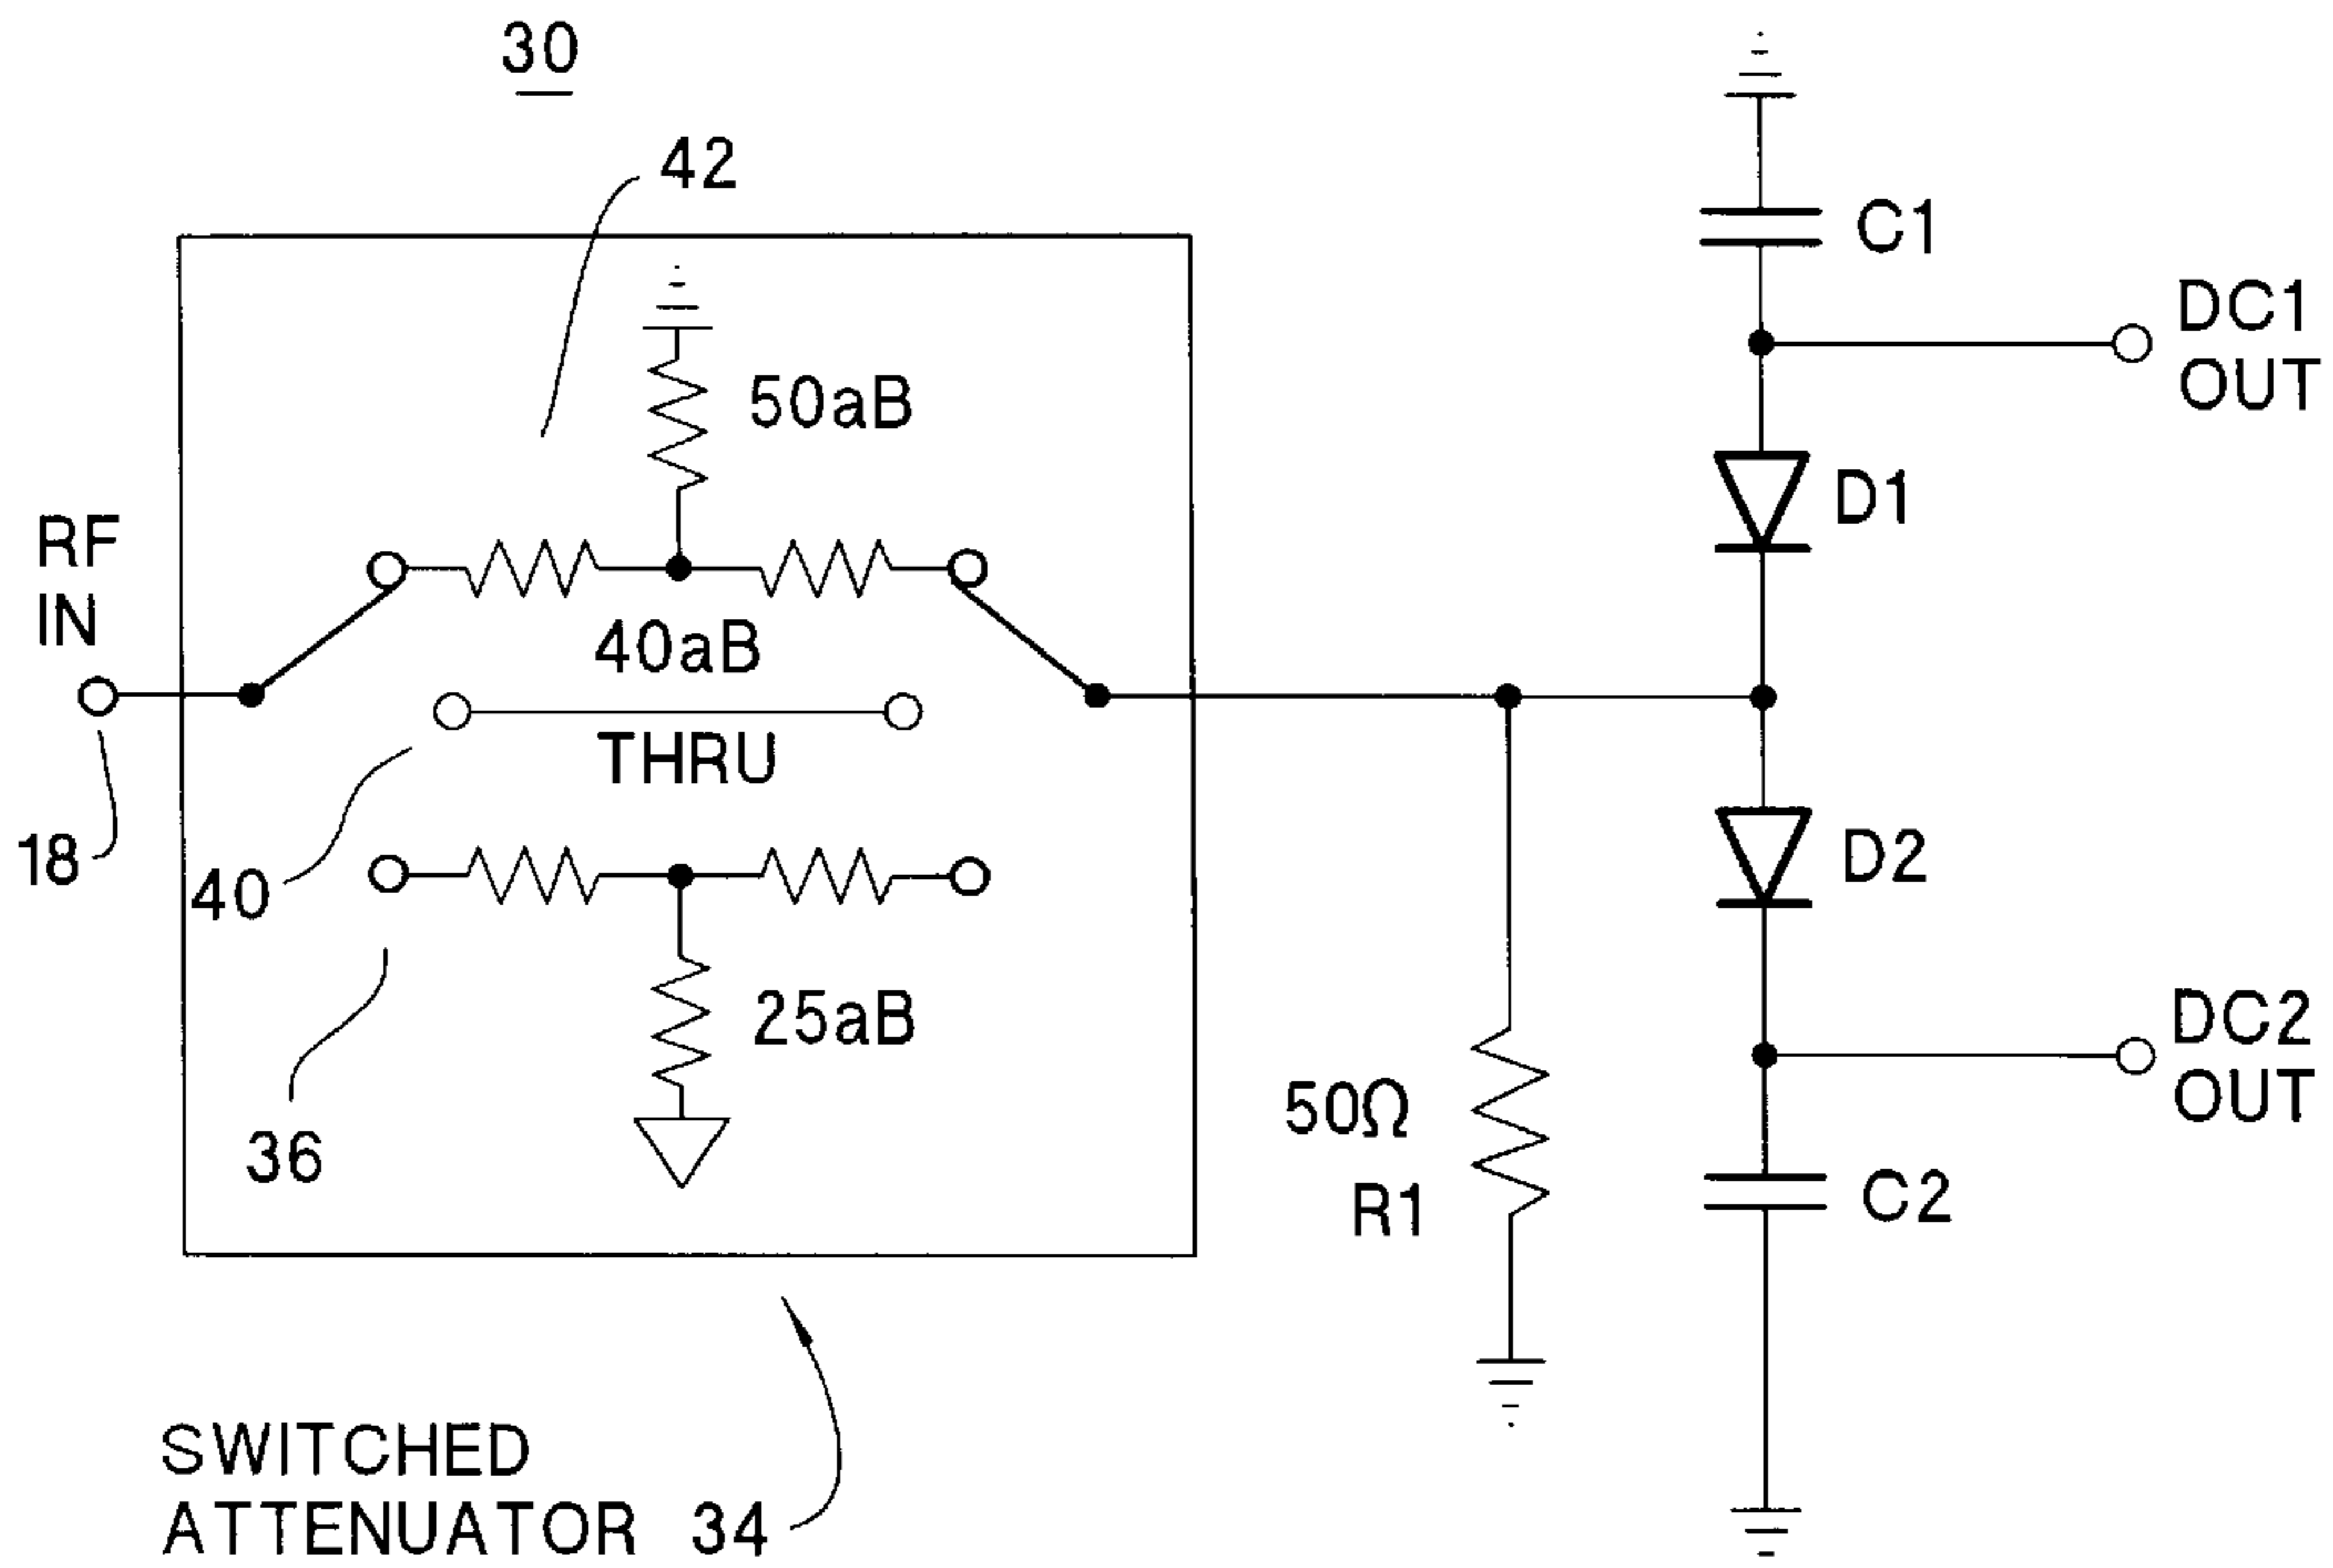 30
42
C1
DC1
OUT
50aB
D1
RF
IN
40aB
THRU
18
40
D2
25aB
DC2
OUT
50Ω
R1
36
C2
SWITCHED
ATTENUATOR 34